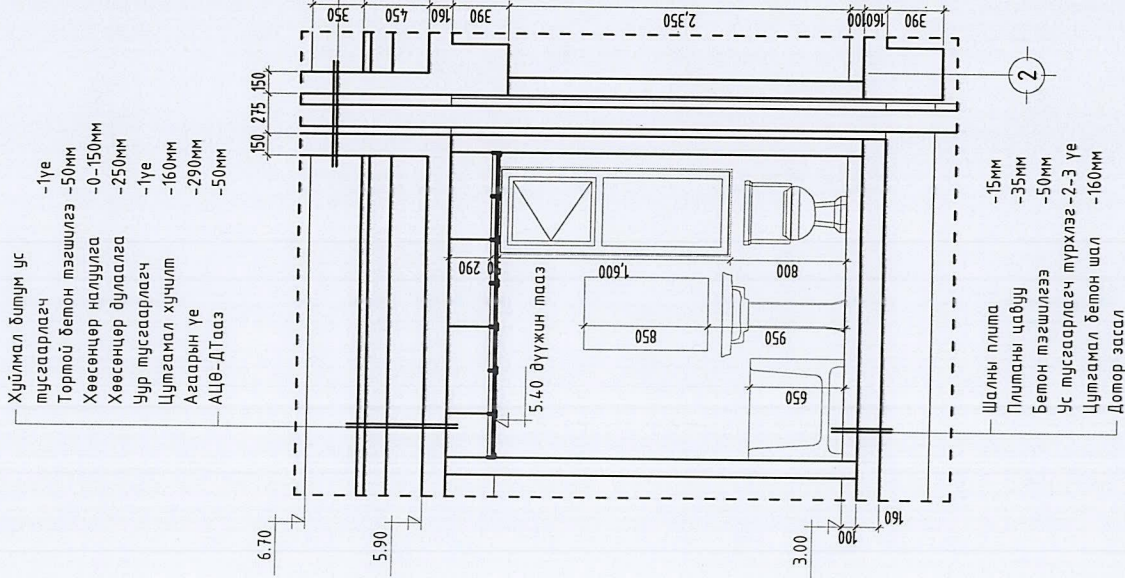 Хуйлмал битум ус
тусгаарлагч -1үе
Тортой бетон тэгшилгээ -50мм
Хөөсөнцөр налуулга -0-150мм
Хөөсөнцөр дулаалга -250мм
Уур тусгаарлагч -1үе
Цутгамал хучилт -160мм
Агаарын үе -290мм
АЦӨ-ДТааз -50мм
350
450
160
390
2,350
100
160
390
150
275
150
2
6.70
5.90
3.00
290
5.40 дүүжин тааз
1,600
800
850
950
650
100
160
Шалны плита -15мм
Плитаны цавуу -35мм
Бетон тэгшилгээ -50мм
Ус тусгаарлагч түрхлэг -2-3 үе
Цутгамал бетон шал -160мм
Дотор засал